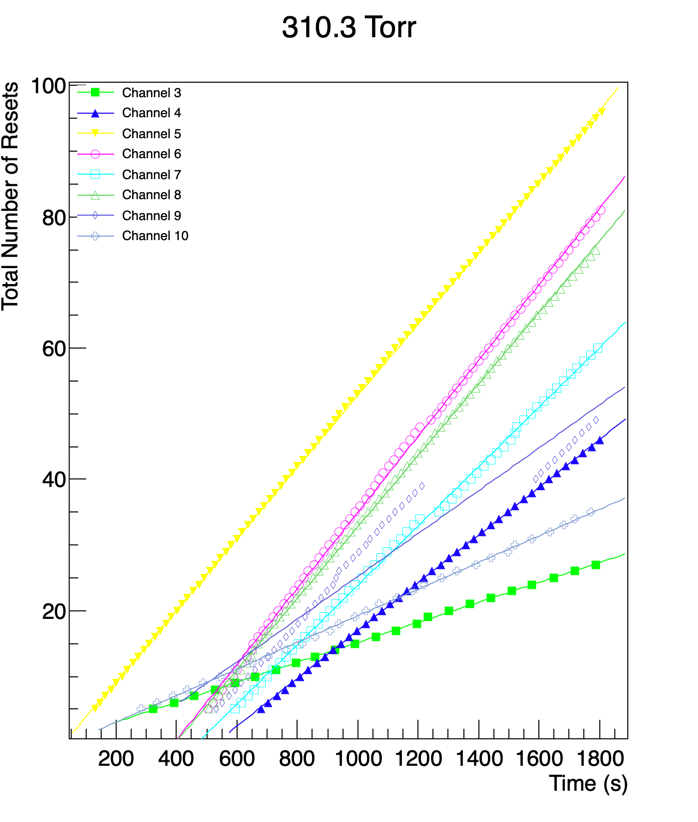 310.3 Torr
Total Number of Resets
100
80
60
40
20
Channel 3
Channel 4
Channel 5
Channel 6
Channel 7
Channel 8
Channel 9
Channel 10
200 400 600 800 1000 1200 1400 1600 1800
Time (s)